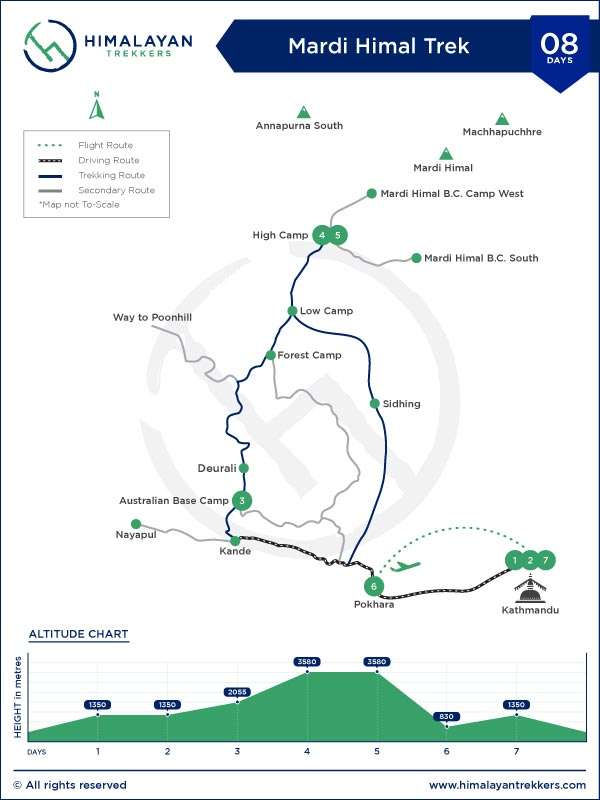 HIMALAYAN
TREKKERS
Mardi Himal Trek
08
DAYS
N
Annapurna South
Machhapuchhre
Mardi Himal
Flight Route
Driving Route
Trekking Route
Secondary Route
*Map not To-Scale
Mardi Himal B.C. Camp West
High Camp
4 5
Mardi Himal B.C. South
Low Camp
Way to Poonhill
Forest Camp
Sidhing
Deurali
Australian Base Camp
3
Nayapul
Kande
1 2 7
6
Pokhara
Kathmandu
ALTITUDE CHART
HEIGHT in metres
1350
1350
2055
3580
3580
830
1350
DAYS 1 2 3 4 5 6 7
© All rights reserved
www.himalayantrekkers.com